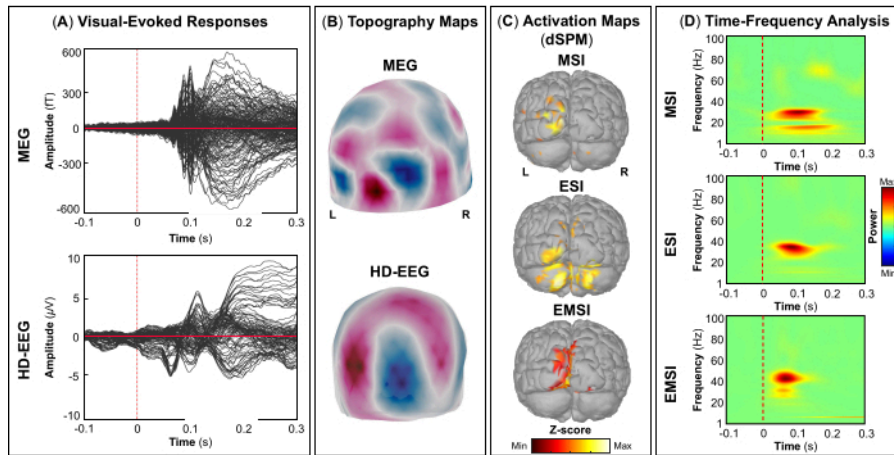 (A) Visual-Evoked Responses
MEG
Amplitude (fT)
600
300
0
-300
-600
-0.1 0 0.1 0.2 0.3
Time (s)
HD-EEG
Amplitude (μV)
10
5
0
-5
-10
-0.1 0 0.1 0.2 0.3
Time (s)
(B) Topography Maps
MEG
L R
HD-EEG
(C) Activation Maps
(dSPM)
MSI
L R
ESI
EMSI
Z-score
Min Max
(D) Time-Frequency Analysis
MSI
Frequency (Hz)
100
80
60
40
20
1
-0.1 0 0.1 0.2 0.3
Time (s)
ESI
Frequency (Hz)
100
80
60
40
20
1
-0.1 0 0.1 0.2 0.3
Time (s)
Max
Power
Min
EMSI
Frequency (Hz)
100
80
60
40
20
1
-0.1 0 0.1 0.2 0.3
Time (s)